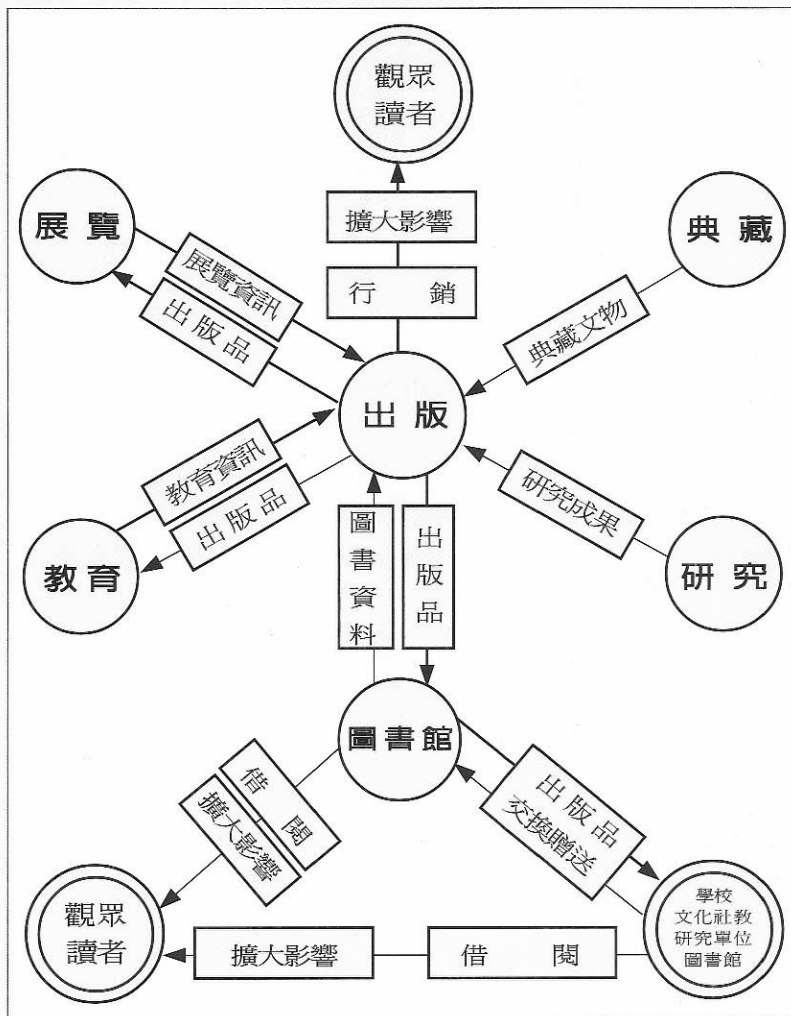 觀眾
讀者
擴大影響
行銷
展覽
展覽資訊
出版品
典藏
典藏文物
出版
教育資訊
出版品
教育
研究成果
研究
圖書資料
出版品
圖書館
借閱
擴大影響
出版品
交換贈送
觀眾
讀者
擴大影響
借閱
學校
文化社教
研究單位
圖書館